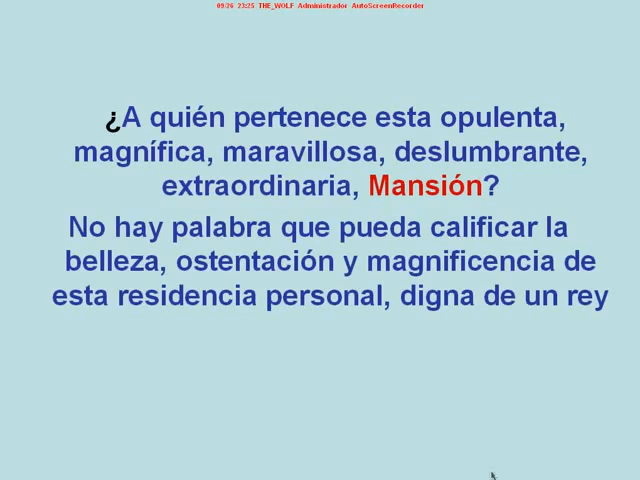 09/26 23:25 THE_WOLF Administrador AutoScreenRecorder
¿A quién pertenece esta opulenta,
magnífica, maravillosa, deslumbrante,
extraordinaria, Mansión?
No hay palabra que pueda calificar la
belleza, ostentación y magnificencia de
esta residencia personal, digna de un rey